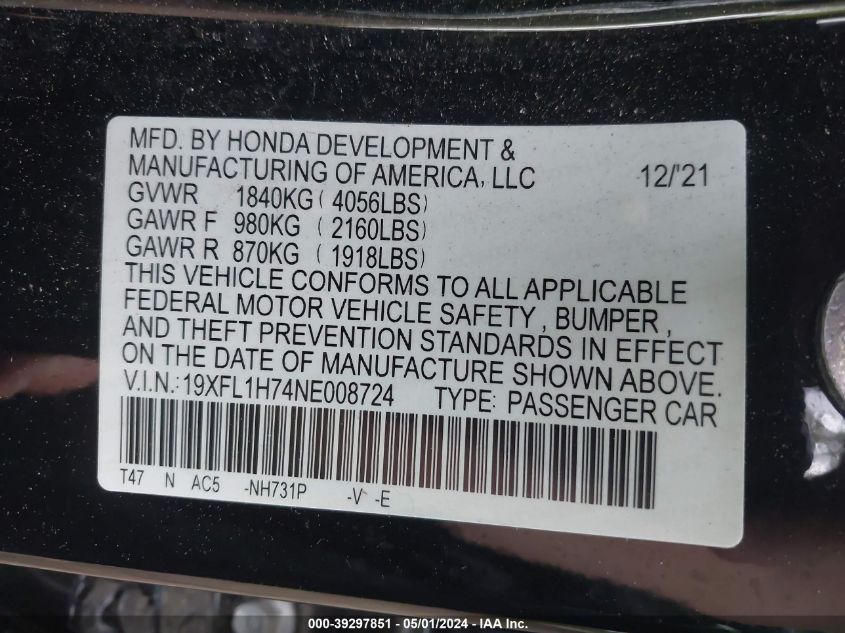 MFD. BY HONDA DEVELOPMENT &
MANUFACTURING OF AMERICA, LLC 12/'21
GVWR 1840KG ( 4056LBS)
GAWR F 980KG ( 2160LBS)
GAWR R 870KG ( 1918LBS)
THIS VEHICLE CONFORMS TO ALL APPLICABLE
FEDERAL MOTOR VEHICLE SAFETY , BUMPER ,
AND THEFT PREVENTION STANDARDS IN EFFECT
ON THE DATE OF MANUFACTURE SHOWN ABOVE.
V.I.N.:19XFL1H74NE008724 TYPE: PASSENGER CAR
T47 N AC5 -NH731P -V -E
000-39297851 - 05/01/2024 - IAA Inc.